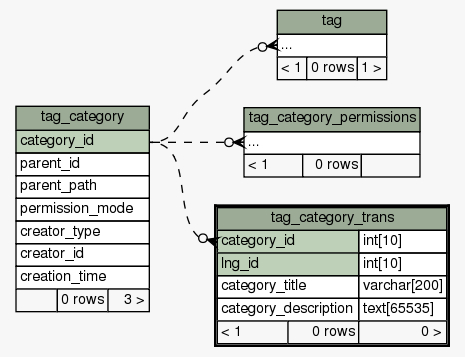 tag
...
< 1 0 rows 1 >
tag_category
category_id
parent_id
parent_path
permission_mode
creator_type
creator_id
creation_time
0 rows 3 >
tag_category_permissions
...
< 1 0 rows
tag_category_trans
category_id int[10]
lng_id int[10]
category_title varchar[200]
category_description text[65535]
< 1 0 rows 0 >